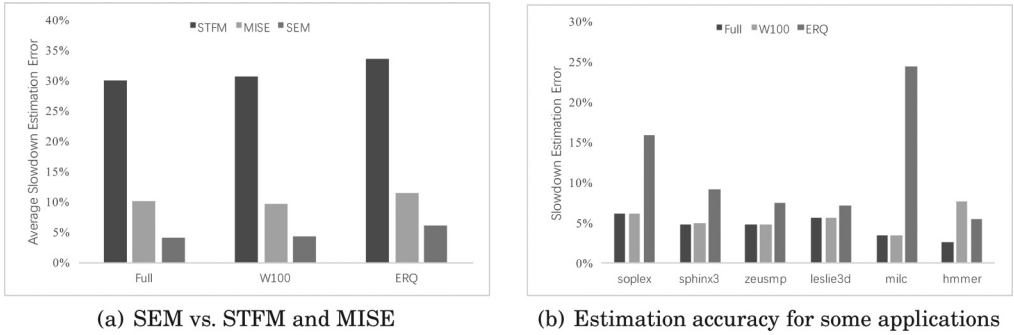 40%
35%
30%
25%
20%
15%
10%
5%
0%
Average Slowdown Estimation Error
STFM MISE SEM
Full W100 ERQ
(a) SEM vs. STFM and MISE
30%
25%
20%
15%
10%
5%
0%
Slowdown Estimation Error
Full W100 ERQ
soplex sphinx3 zeusmp leslie3d milc hmmer
(b) Estimation accuracy for some applications